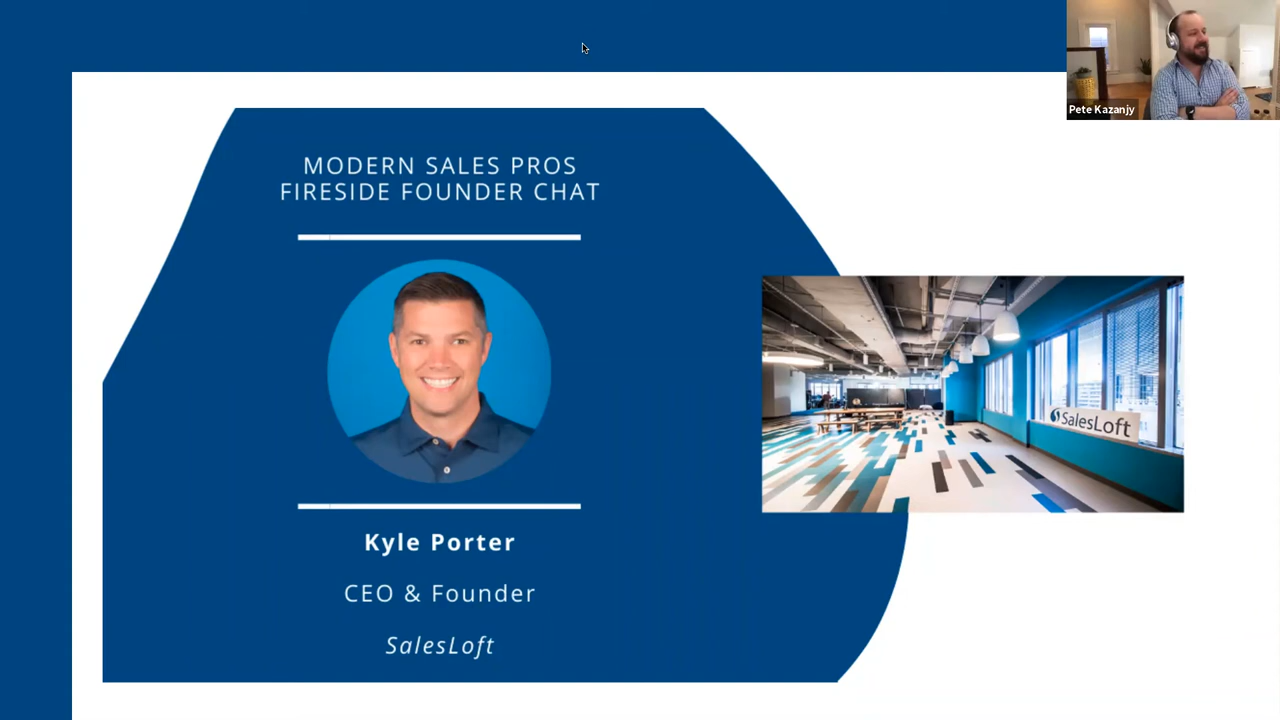 MODERN SALES PROS
FIRESIDE FOUNDER CHAT
Kyle Porter
CEO & Founder
SalesLoft
SalesLoft
Pete Kazanjy